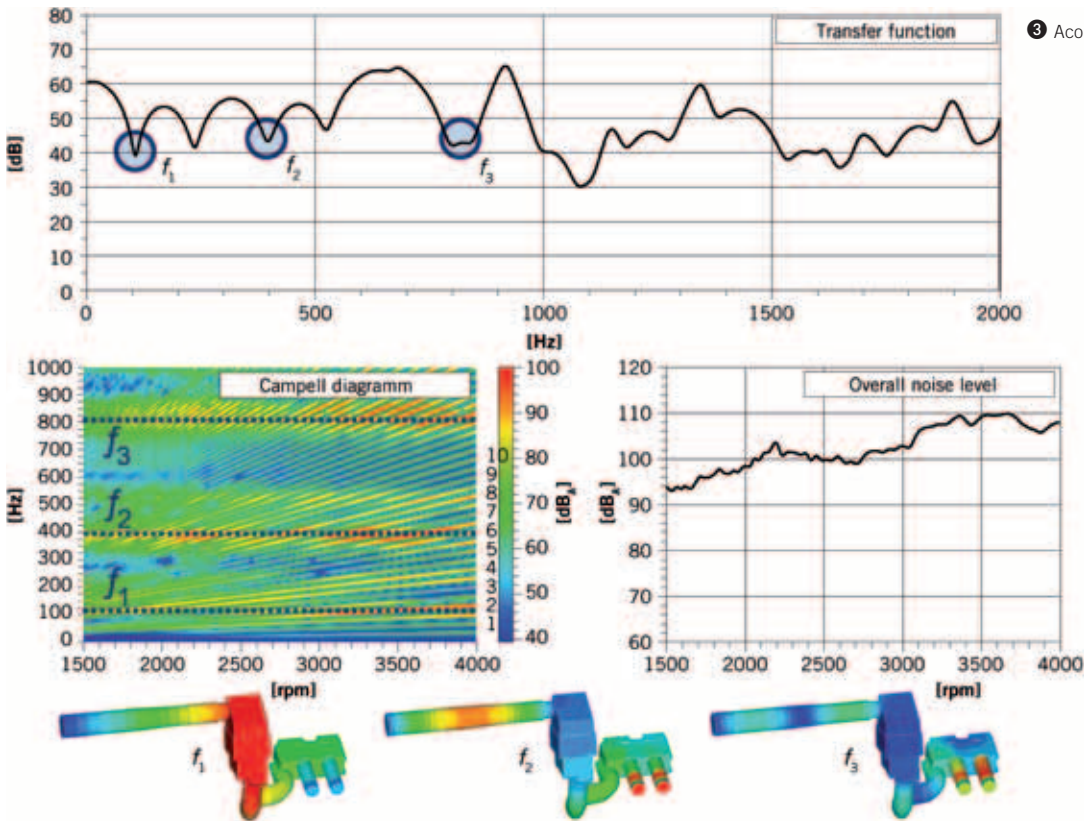 ❸ Aco
Transfer function
80
70
60
50
40
30
20
10
0
[dB]
f1
f2
f3
0 500 1000 1500 2000
[Hz]
Campell diagramm
1000
900
800
700
600
500
400
300
200
100
0
[Hz]
f3
f2
f1
10
9
8
7
6
5
4
3
2
1
100
90
80
70
60
50
40
[dBA]
1500 2000 2500 3000 3500 4000
[rpm]
Overall noise level
120
110
100
90
80
70
60
[dBA]
1500 2000 2500 3000 3500 4000
[rpm]
f1
f2
f3